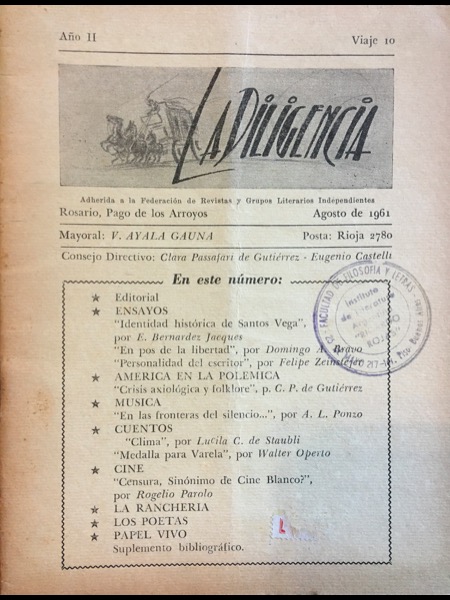 Año II Viaje 10
LA DILIGENCIA
Adherida a la Federación de Revistas y Grupos Literarios Independientes
Rosario, Pago de los Arroyos Agosto de 1961
Mayoral: V. AYALA GAUNA Posta: Rioja 2780
Consejo Directivo: Clara Passafari de Gutiérrez - Eugenio Castelli
En este número:
★ Editorial
★ ENSAYOS
"Identidad histórica de Santos Vega",
por E. Bernardez Jacques
"En pos de la libertad", por Domingo A. Bravo
"Personalidad del escritor", por Felipe Zeinstejer
★ AMERICA EN LA POLEMICA
"Crisis axiológica y folklore", p. C. P. de Gutiérrez
★ MUSICA
"En las fronteras del silencio...", por A. L. Ponzo
★ CUENTOS
"Clima", por Lucila C. de Staubli
"Medalla para Varela", por Walter Operto
★ CINE
"Censura, Sinónimo de Cine Blanco?",
por Rogelio Parolo
★ LA RANCHERIA
★ LOS POETAS
★ PAPEL VIVO
Suplemento bibliográfico.
FACULTAD DE FILOSOFIA Y LETRAS
Instituto
de Literatura
ROJAS
L